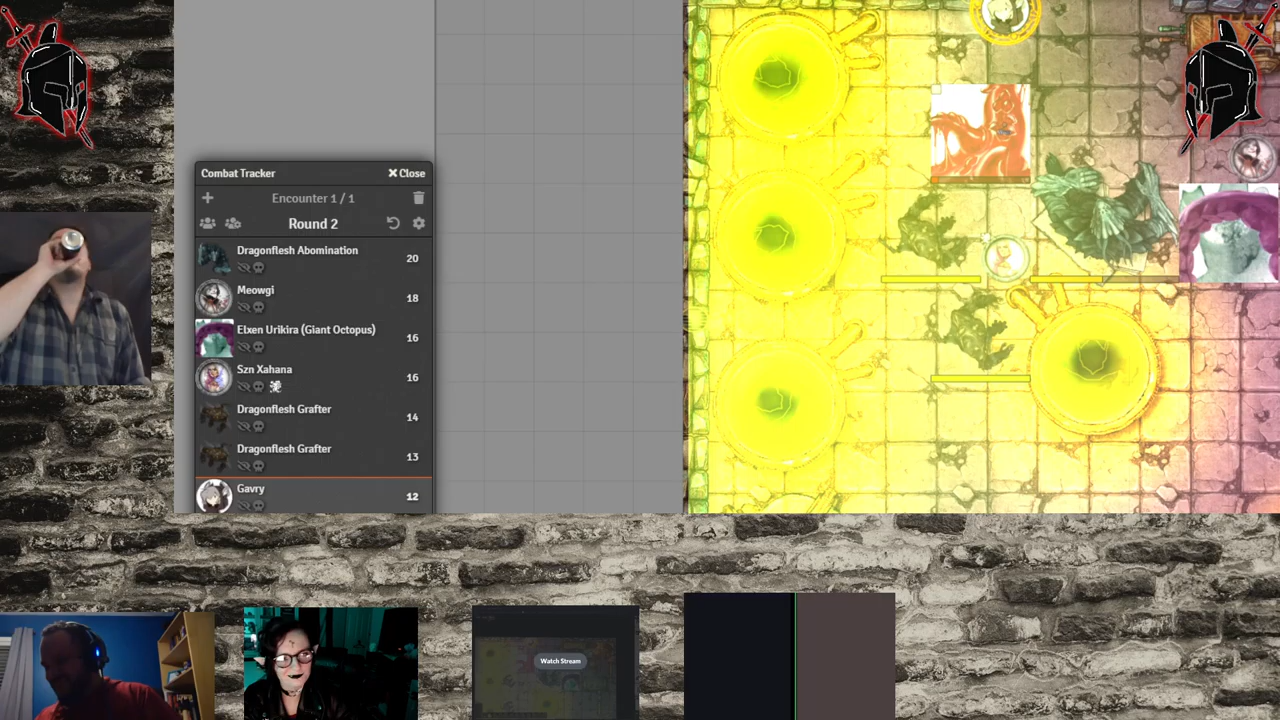 Combat Tracker
Close
Encounter 1 / 1
Round 2
Dragonflesh Abomination
20
Meowgi
18
Elxen Urikira (Giant Octopus)
16
Szn Xahana
16
Dragonflesh Grafter
14
Dragonflesh Grafter
13
Gavry
12
Watch Stream